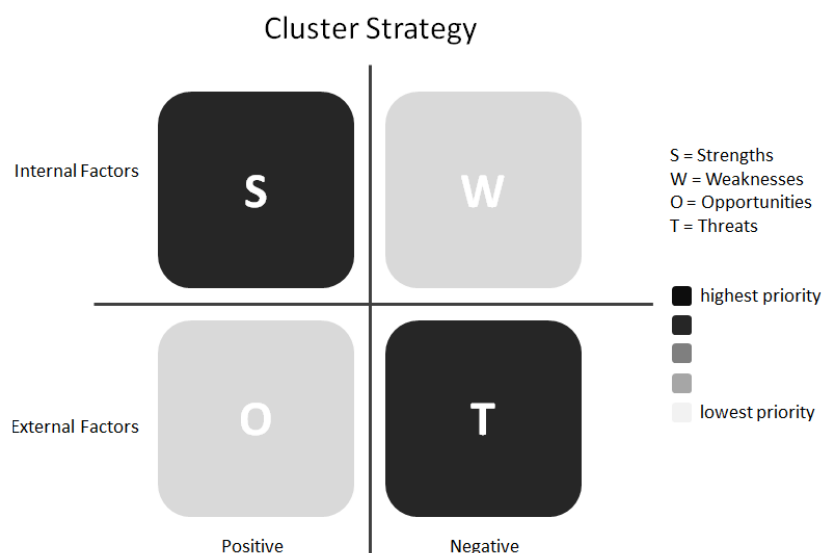 Cluster Strategy
Internal Factors
S
W
S = Strengths
W = Weaknesses
O = Opportunities
T = Threats
highest priority
lowest priority
External Factors
O
T
Positive
Negative